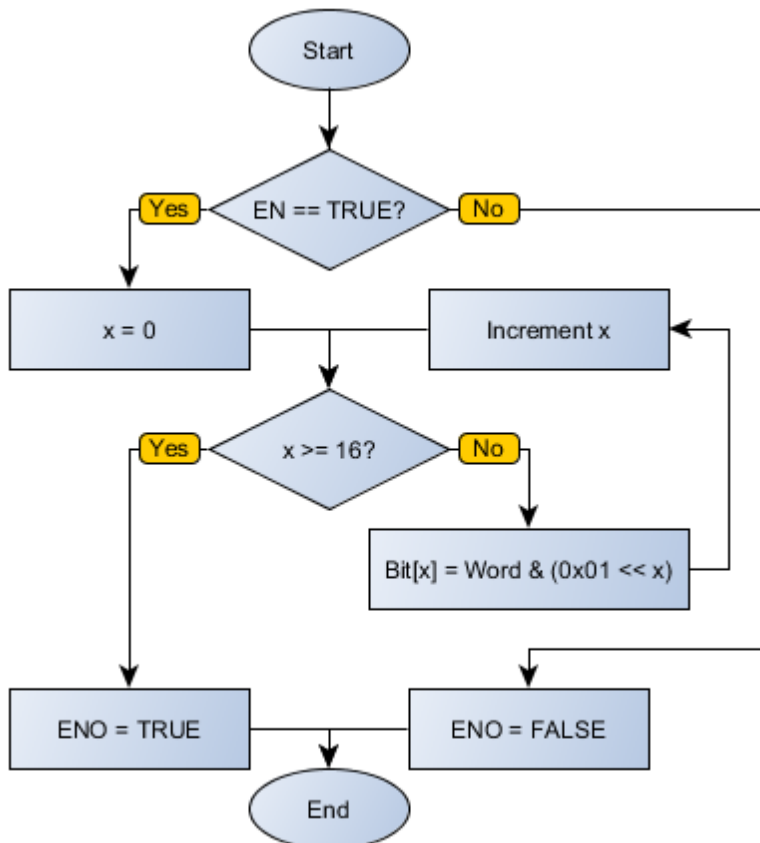 Start
Yes
EN == TRUE?
No
x = 0
Increment x
Yes
x >= 16?
No
Bit[x] = Word & (0x01 << x)
ENO = TRUE
ENO = FALSE
End